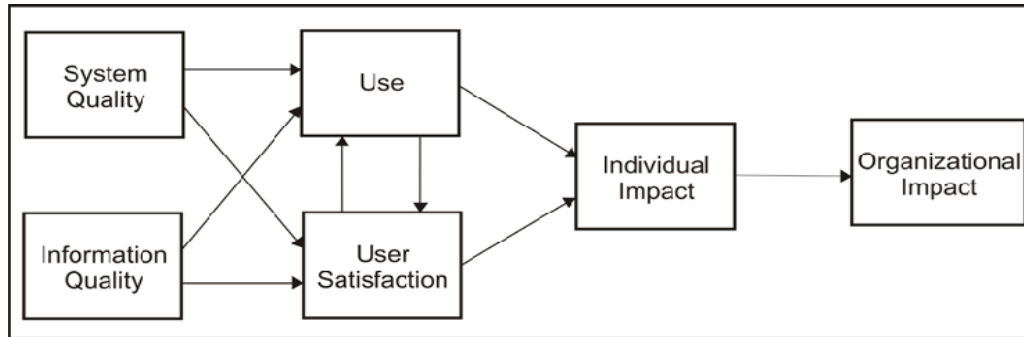 System
Quality
Use
Individual
Impact
Organizational
Impact
Information
Quality
User
Satisfaction